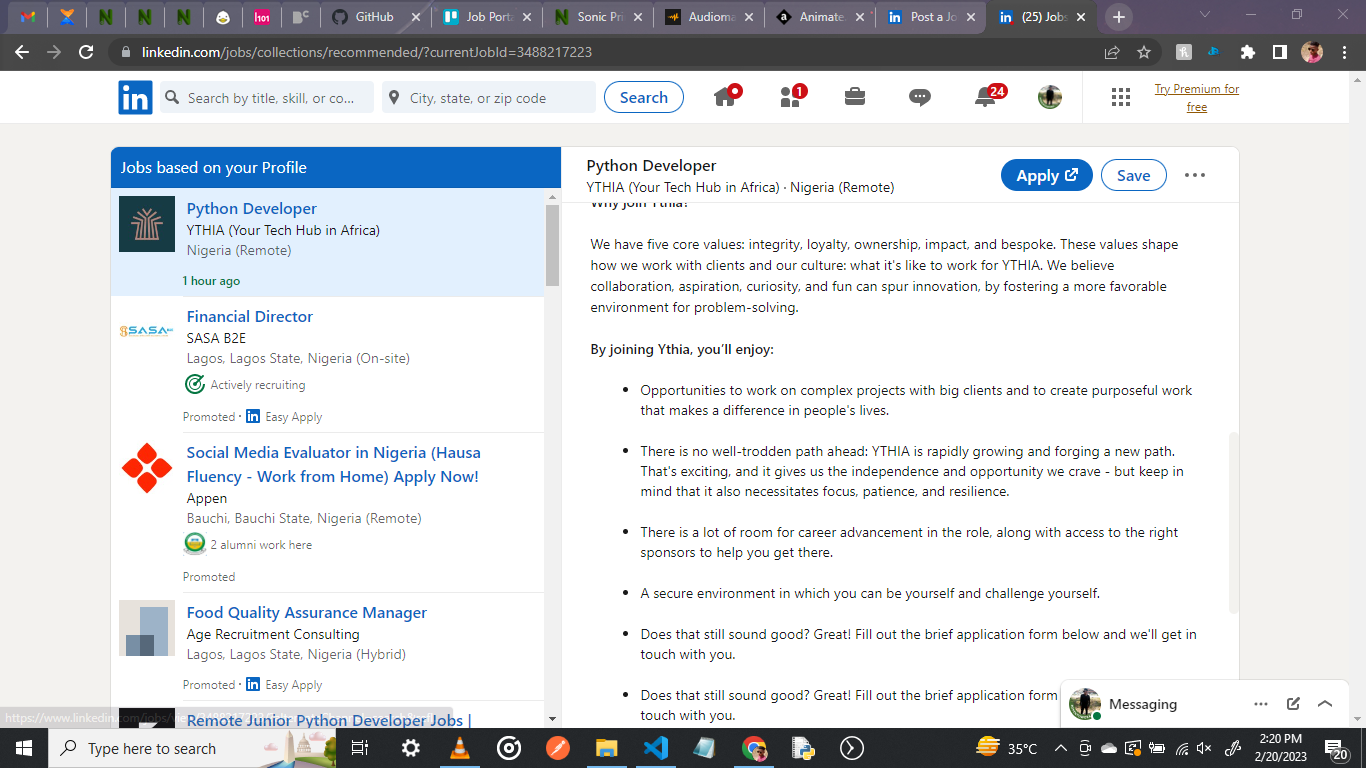 GitHub
Job Porta
Sonic Pri
Audioma
Animate.
Post a Jo
(25) Jobs
linkedin.com/jobs/collections/recommended/?currentJobId=3488217223
Search by title, skill, or co...
City, state, or zip code
Search
1
24
Try Premium for
free
Jobs based on your Profile
Python Developer
YTHIA (Your Tech Hub in Africa)
Nigeria (Remote)
1 hour ago
Financial Director
SASA B2E
Lagos, Lagos State, Nigeria (On-site)
Actively recruiting
Promoted · in Easy Apply
Social Media Evaluator in Nigeria (Hausa
Fluency - Work from Home) Apply Now!
Appen
Bauchi, Bauchi State, Nigeria (Remote)
2 alumni work here
Promoted
Food Quality Assurance Manager
Age Recruitment Consulting
Lagos, Lagos State, Nigeria (Hybrid)
Promoted · in Easy Apply
Remote Junior Python Developer Jobs |
Python Developer
YTHIA (Your Tech Hub in Africa) · Nigeria (Remote)
Apply
Save
Why join Ythia?
We have five core values: integrity, loyalty, ownership, impact, and bespoke. These values shape
how we work with clients and our culture: what it's like to work for YTHIA. We believe
collaboration, aspiration, curiosity, and fun can spur innovation, by fostering a more favorable
environment for problem-solving.
By joining Ythia, you’ll enjoy:
• Opportunities to work on complex projects with big clients and to create purposeful work
that makes a difference in people's lives.
• There is no well-trodden path ahead: YTHIA is rapidly growing and forging a new path.
That's exciting, and it gives us the independence and opportunity we crave - but keep in
mind that it also necessitates focus, patience, and resilience.
• There is a lot of room for career advancement in the role, along with access to the right
sponsors to help you get there.
• A secure environment in which you can be yourself and challenge yourself.
• Does that still sound good? Great! Fill out the brief application form below and we'll get in
touch with you.
• Does that still sound good? Great! Fill out the brief application form
touch with you.
Messaging
Type here to search
35°C
2:20 PM
2/20/2023
20